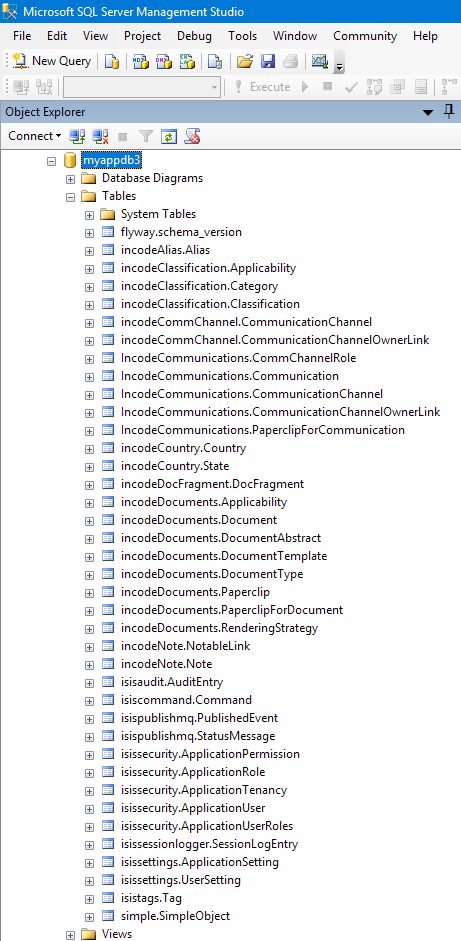 Microsoft SQL Server Management Studio
File Edit View Project Debug Tools Window Community Help
New Query
Execute
Object Explorer
Connect
myappdb3
Database Diagrams
Tables
System Tables
flyway.schema_version
incodeAlias.Alias
incodeClassification.Applicability
incodeClassification.Category
incodeClassification.Classification
incodeCommChannel.CommunicationChannel
incodeCommChannel.CommunicationChannelOwnerLink
IncodeCommunications.CommChannelRole
IncodeCommunications.Communication
IncodeCommunications.CommunicationChannel
IncodeCommunications.CommunicationChannelOwnerLink
IncodeCommunications.PaperclipForCommunication
incodeCountry.Country
incodeCountry.State
incodeDocFragment.DocFragment
incodeDocuments.Applicability
incodeDocuments.Document
incodeDocuments.DocumentAbstract
incodeDocuments.DocumentTemplate
incodeDocuments.DocumentType
incodeDocuments.Paperclip
incodeDocuments.PaperclipForDocument
incodeDocuments.RenderingStrategy
incodeNote.NotableLink
incodeNote.Note
isisaudit.AuditEntry
isiscommand.Command
isispublishmq.PublishedEvent
isispublishmq.StatusMessage
isissecurity.ApplicationPermission
isissecurity.ApplicationRole
isissecurity.ApplicationTenancy
isissecurity.ApplicationUser
isissecurity.ApplicationUserRoles
isissessionlogger.SessionLogEntry
isissettings.ApplicationSetting
isissettings.UserSetting
isistags.Tag
simple.SimpleObject
Views